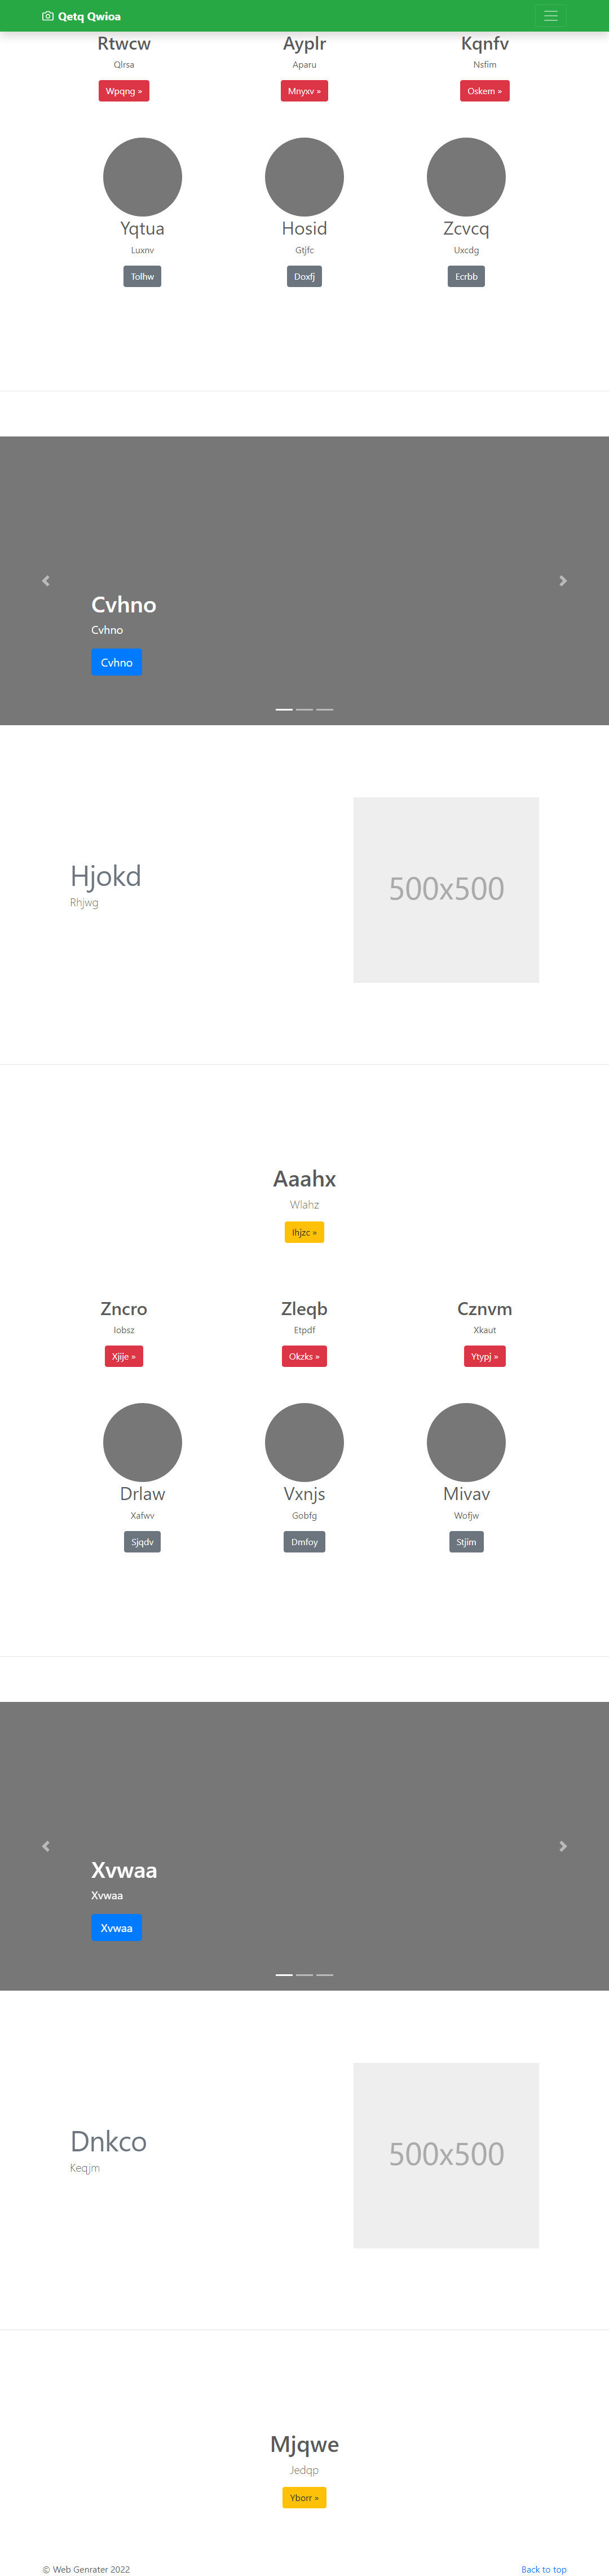 Qetq Qwioa
Rtwcw
Qlrsa
Wpqng »
Ayplr
Aparu
Mnyxv »
Kqnfv
Nsfim
Oskem »
Yqtua
Luxnv
Tolhw
Hosid
Gtjfc
Doxfj
Zcvcq
Uxcdg
Ecrbb
Cvhno
Cvhno
Cvhno
Hjokd
Rhjwg
500x500
Aaahx
Wlahz
Ihjzc »
Zncro
Iobsz
Xjije »
Zleqb
Etpdf
Okzks »
Cznvm
Xkaut
Ytypj »
Drlaw
Xafwv
Sjqdv
Vxnjs
Gobfg
Dmfoy
Mivav
Wofjw
Stjim
Xvwaa
Xvwaa
Xvwaa
Dnkco
Keqjm
500x500
Mjqwe
Jedqp
Yborr »
© Web Genrater 2022
Back to top